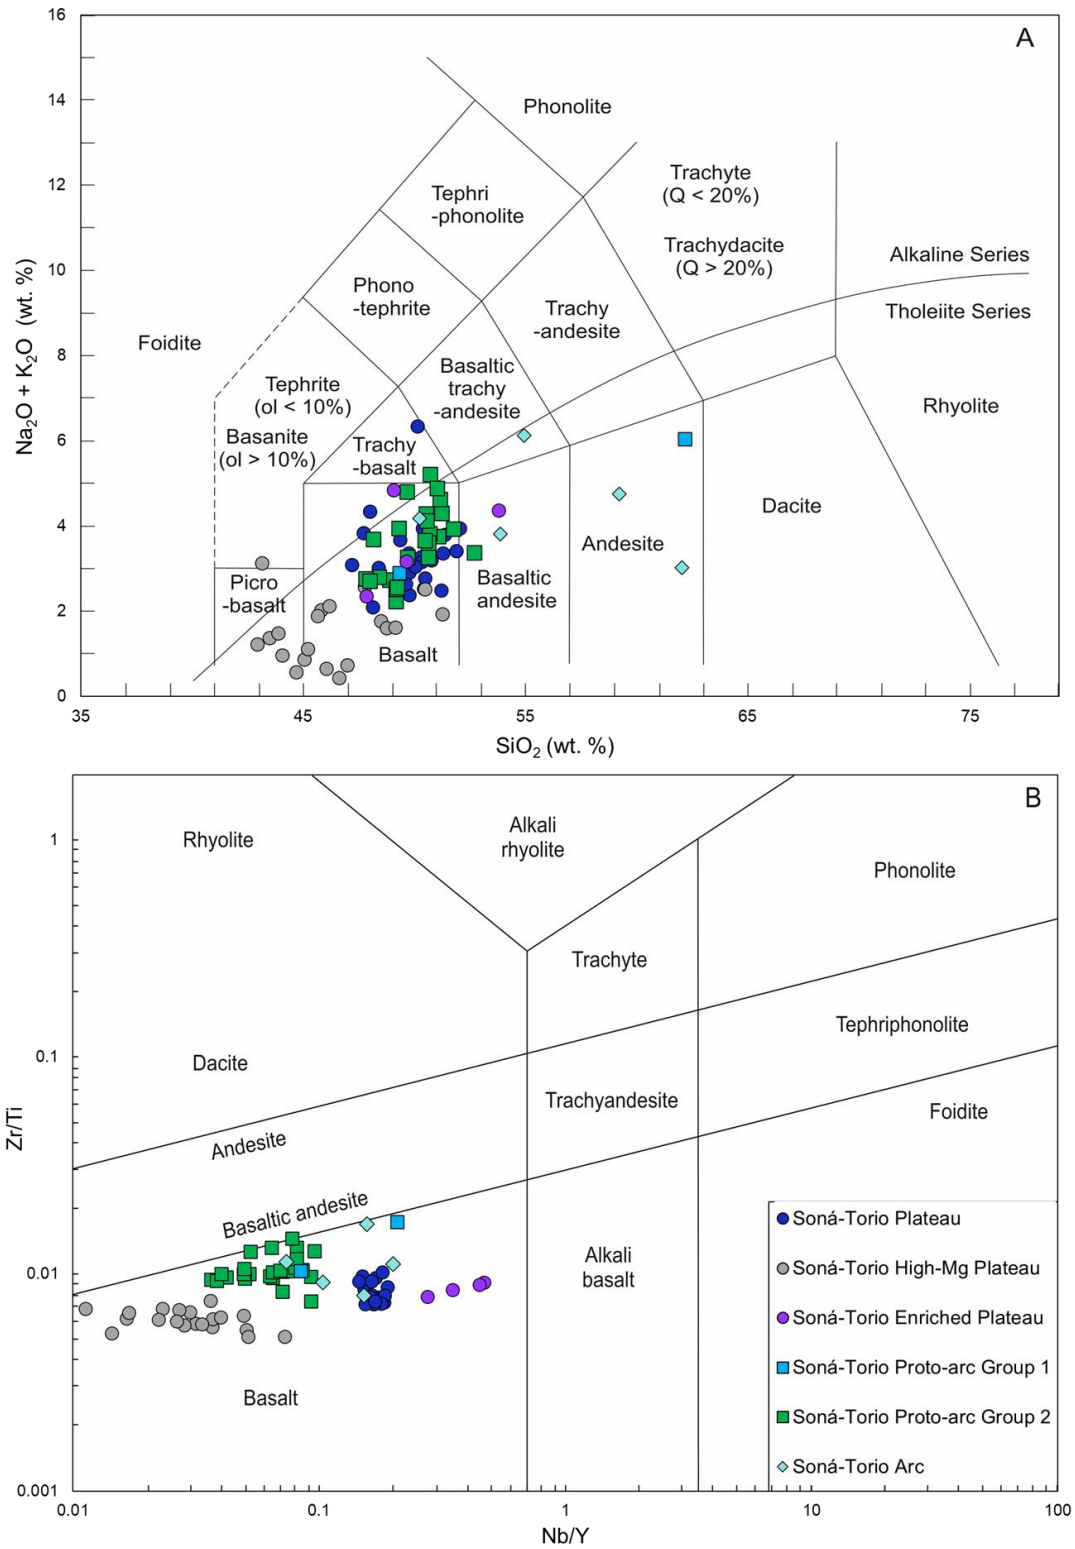 A
16
14
12
10
8
6
4
2
0
Na₂O + K₂O (wt. %)
Phonolite
Tephri
-phonolite
Trachyte
(Q < 20%)
Trachydacite
(Q > 20%)
Alkaline Series
Tholeiite Series
Phono
-tephrite
Trachy
-andesite
Foidite
Tephrite
(ol < 10%)
Basaltic
trachy
-andesite
Rhyolite
Basanite
(ol > 10%)
Trachy
-basalt
Dacite
Andesite
Picro
-basalt
Basaltic
andesite
Basalt
35
45
55
65
75
SiO₂ (wt. %)
B
Rhyolite
Alkali
rhyolite
Phonolite
Trachyte
Tephriphonolite
Dacite
Trachyandesite
Foidite
Andesite
Basaltic andesite
Alkali
basalt
Basalt
1
0.1
0.01
0.001
Zr/Ti
Soná-Torio Plateau
Soná-Torio High-Mg Plateau
Soná-Torio Enriched Plateau
Soná-Torio Proto-arc Group 1
Soná-Torio Proto-arc Group 2
Soná-Torio Arc
0.01
0.1
1
10
100
Nb/Y